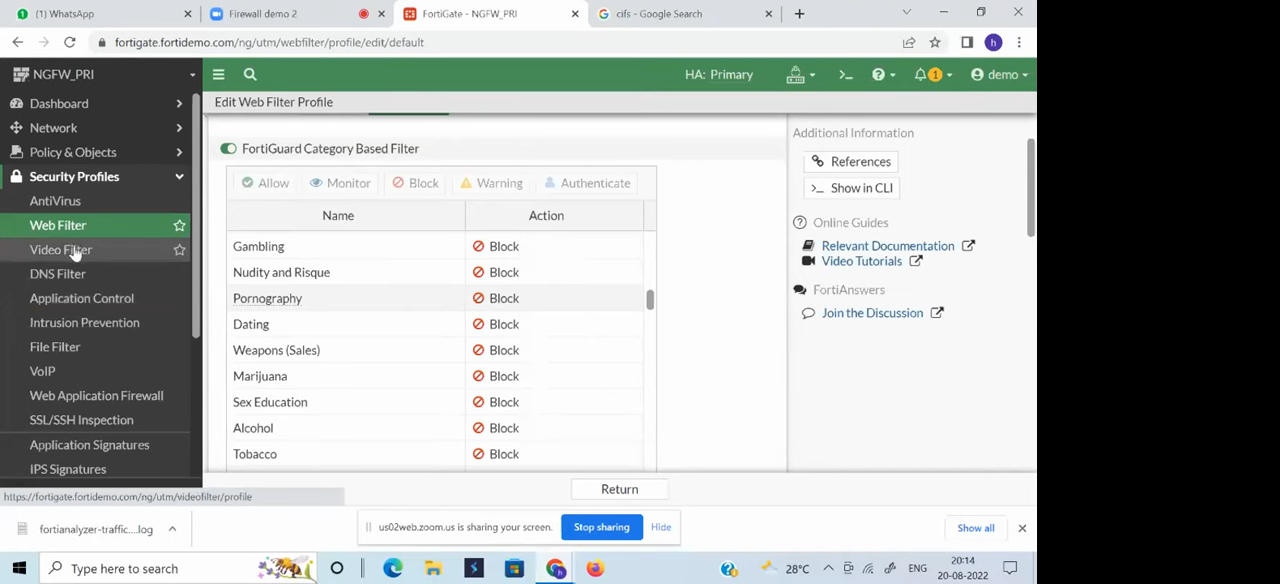 (1) WhatsApp
Firewall demo 2
FortiGate - NGFW_PRI
cifs - Google Search
fortigate.fortidemo.com/ng/utm/webfilter/profile/edit/default
h
NGFW_PRI
HA: Primary
1
demo
Dashboard
Network
Policy & Objects
Security Profiles
AntiVirus
Web Filter
Video Filter
DNS Filter
Application Control
Intrusion Prevention
File Filter
VoIP
Web Application Firewall
SSL/SSH Inspection
Application Signatures
IPS Signatures
Edit Web Filter Profile
FortiGuard Category Based Filter
Allow Monitor Block Warning Authenticate
Name Action
Gambling Block
Nudity and Risque Block
Pornography Block
Dating Block
Weapons (Sales) Block
Marijuana Block
Sex Education Block
Alcohol Block
Tobacco Block
Return
Additional Information
References
Show in CLI
Online Guides
Relevant Documentation
Video Tutorials
FortiAnswers
Join the Discussion
https://fortigate.fortidemo.com/ng/utm/videofilter/profile
fortianalyzer-traffic....log
us02web.zoom.us is sharing your screen. Stop sharing Hide
Show all
Type here to search
28°C
ENG
20:14
20-08-2022